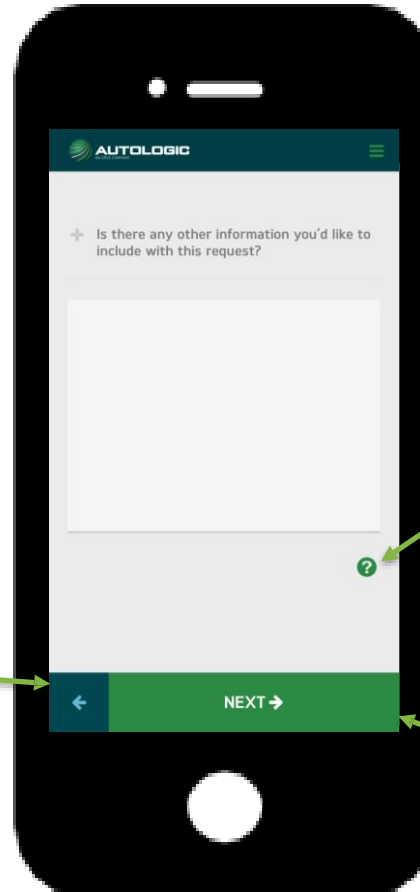 AUTOLOGIC
Is there any other information you'd like to
include with this request?
NEXT